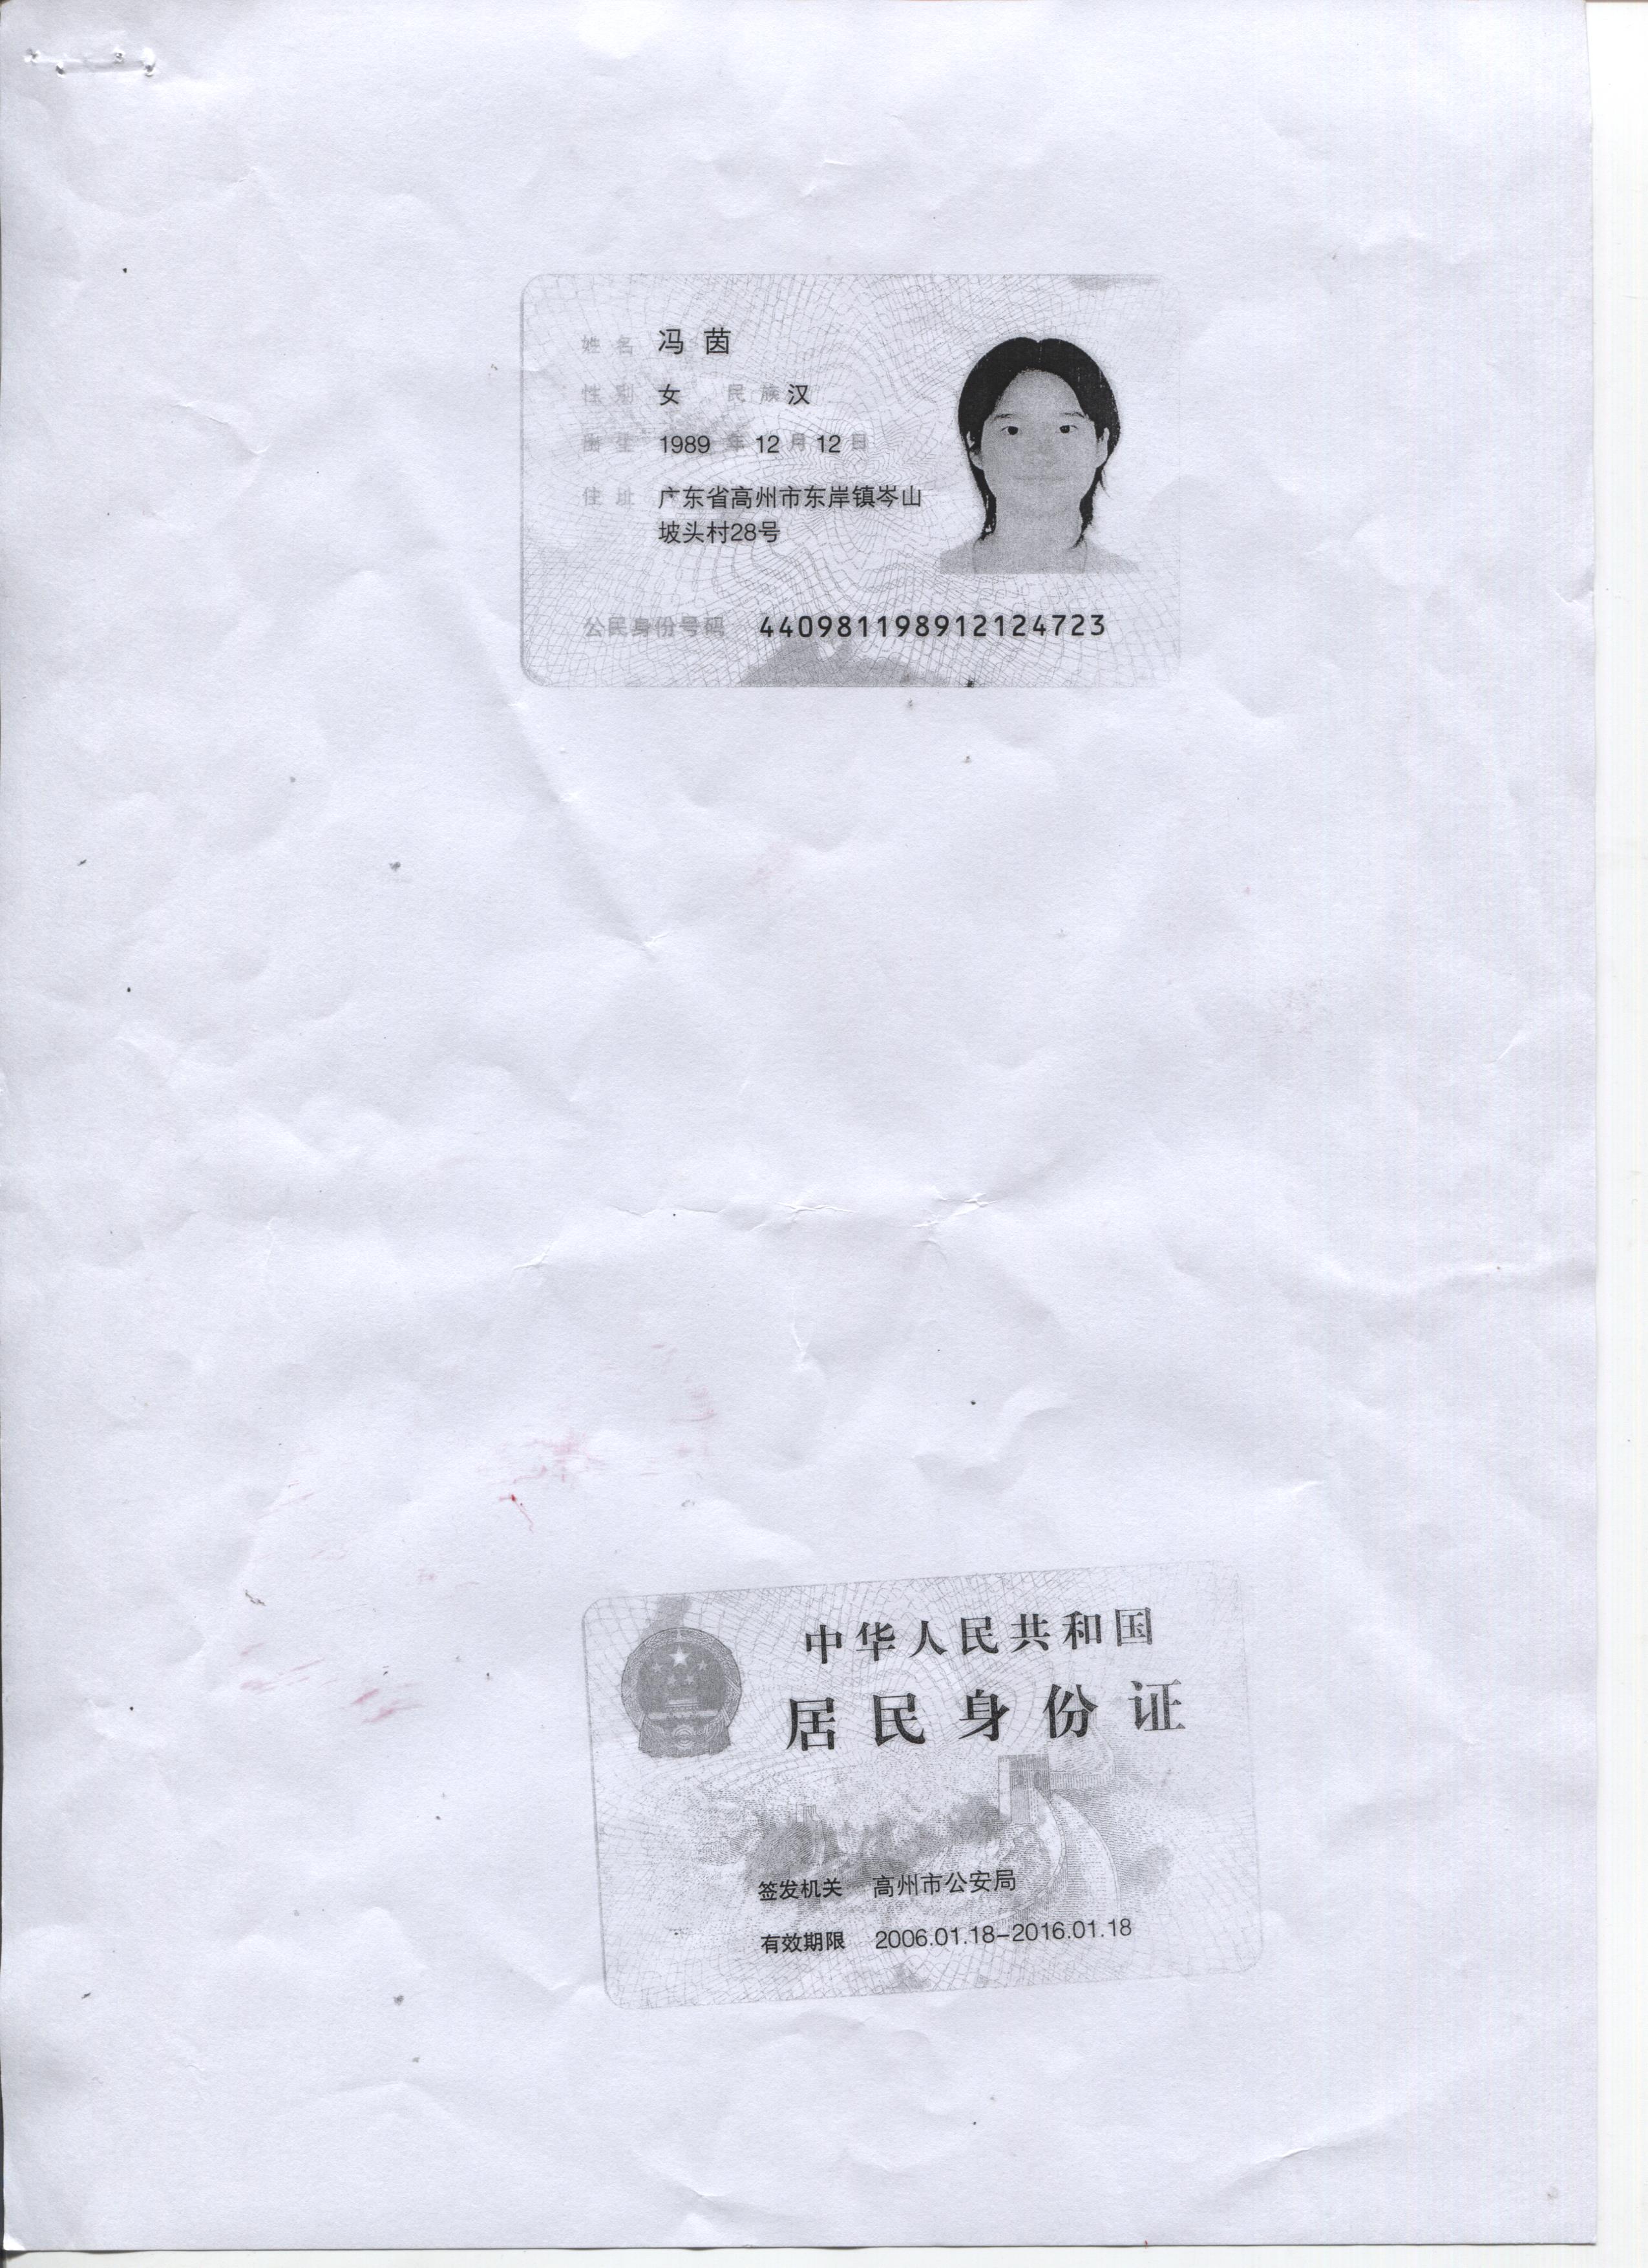 姓名 冯茵
性别 女 民族 汉
出生 1989 年 12 月 12 日
住址 广东省高州市东岸镇岑山
坡头村28号
公民身份号码 440981198912124723
中华人民共和国
居民身份证
签发机关 高州市公安局
有效期限 2006.01.18-2016.01.18